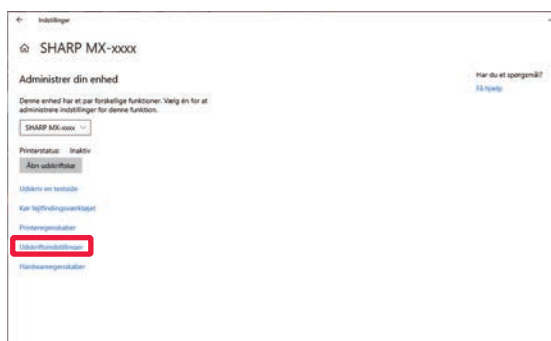 Indstillinger
SHARP MX-xxxx
Administrer din enhed
Har du et spørgsmål?
Få hjælp
Denne enhed har et par forskellige funktioner. Vælg én for at
administrere indstillinger for denne funktion.
SHARP MX-xxxx
Printerstatus: Inaktiv
Åbn udskriftskø
Udskriv en testside
Kør fejlfindingsværktøjet
Printeregenskaber
Udskriftsindstillinger
Hardwareegenskaber